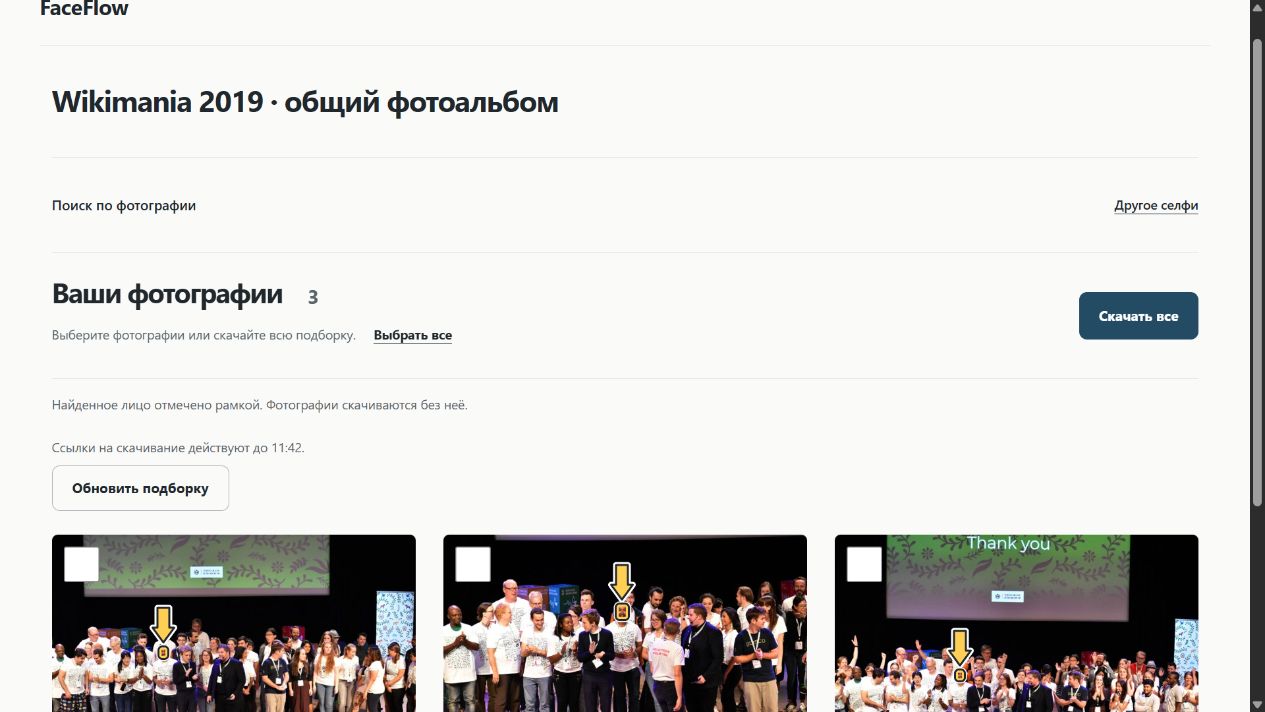 FaceFlow
Wikimania 2019 · общий фотоальбом
Поиск по фотографии
Другое селфи
Ваши фотографии 3
Скачать все
Выберите фотографии или скачайте всю подборку. Выбрать все
Найденное лицо отмечено рамкой. Фотографии скачиваются без неё.
Ссылки на скачивание действуют до 11:42.
Обновить подборку
Thank you